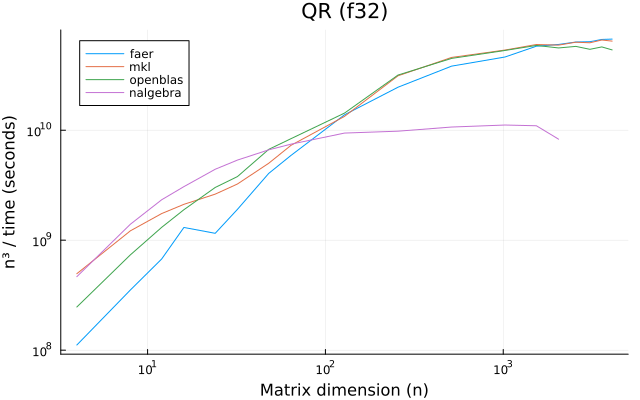 QR (f32)
faer
mkl
openblas
nalgebra
n³ / time (seconds)
10¹⁰
10⁹
10⁸
10¹
10²
10³
Matrix dimension (n)